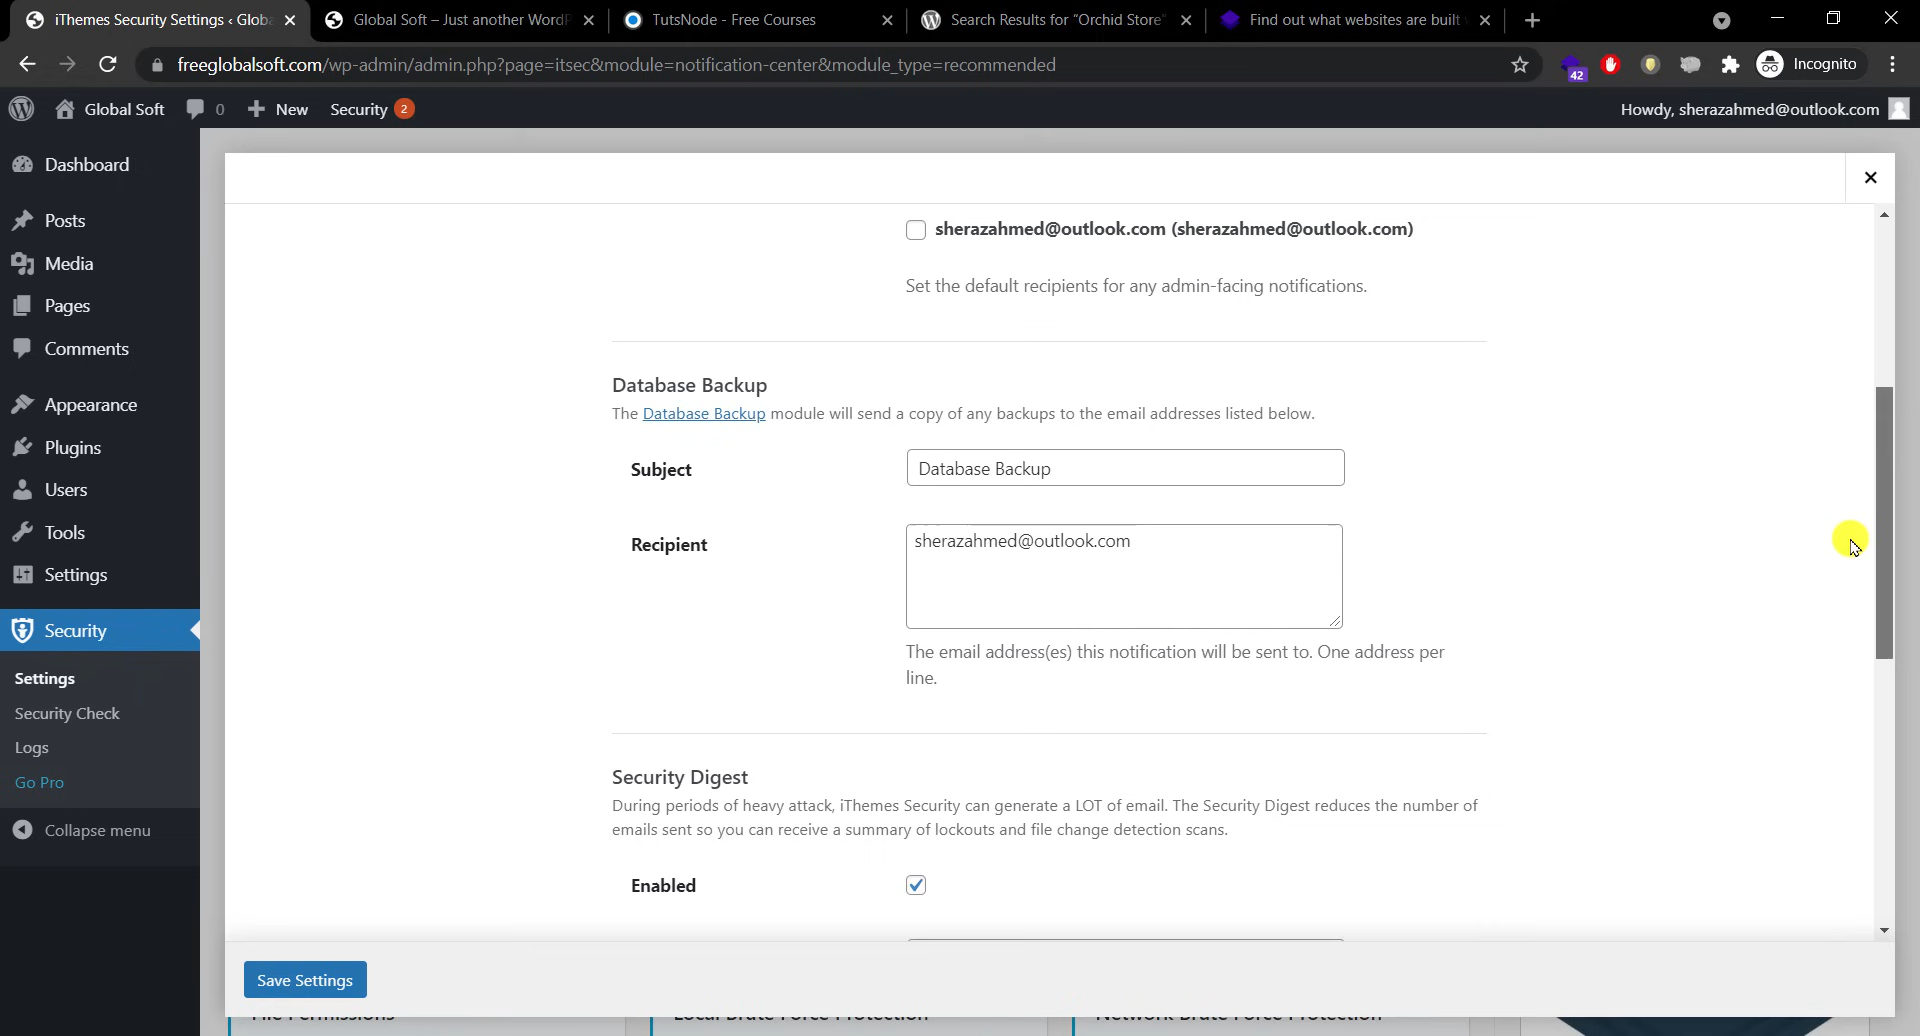 iThemes Security Settings ‹ Globa
Global Soft – Just another WordP
TutsNode - Free Courses
Search Results for "Orchid Store"
Find out what websites are built
freeglobalsoft.com/wp-admin/admin.php?page=itsec&module=notification-center&module_type=recommended
42
Incognito
Global Soft
0
New
Security 2
Howdy, sherazahmed@outlook.com
Dashboard
Posts
Media
Pages
Comments
Appearance
Plugins
Users
Tools
Settings
Security
Settings
Security Check
Logs
Go Pro
Collapse menu
sherazahmed@outlook.com (sherazahmed@outlook.com)
Set the default recipients for any admin-facing notifications.
Database Backup
The Database Backup module will send a copy of any backups to the email addresses listed below.
Subject
Database Backup
Recipient
sherazahmed@outlook.com
The email address(es) this notification will be sent to. One address per
line.
Security Digest
During periods of heavy attack, iThemes Security can generate a LOT of email. The Security Digest reduces the number of
emails sent so you can receive a summary of lockouts and file change detection scans.
Enabled
Save Settings
File Permissions
Local Brute Force Protection
Network Brute Force Protection